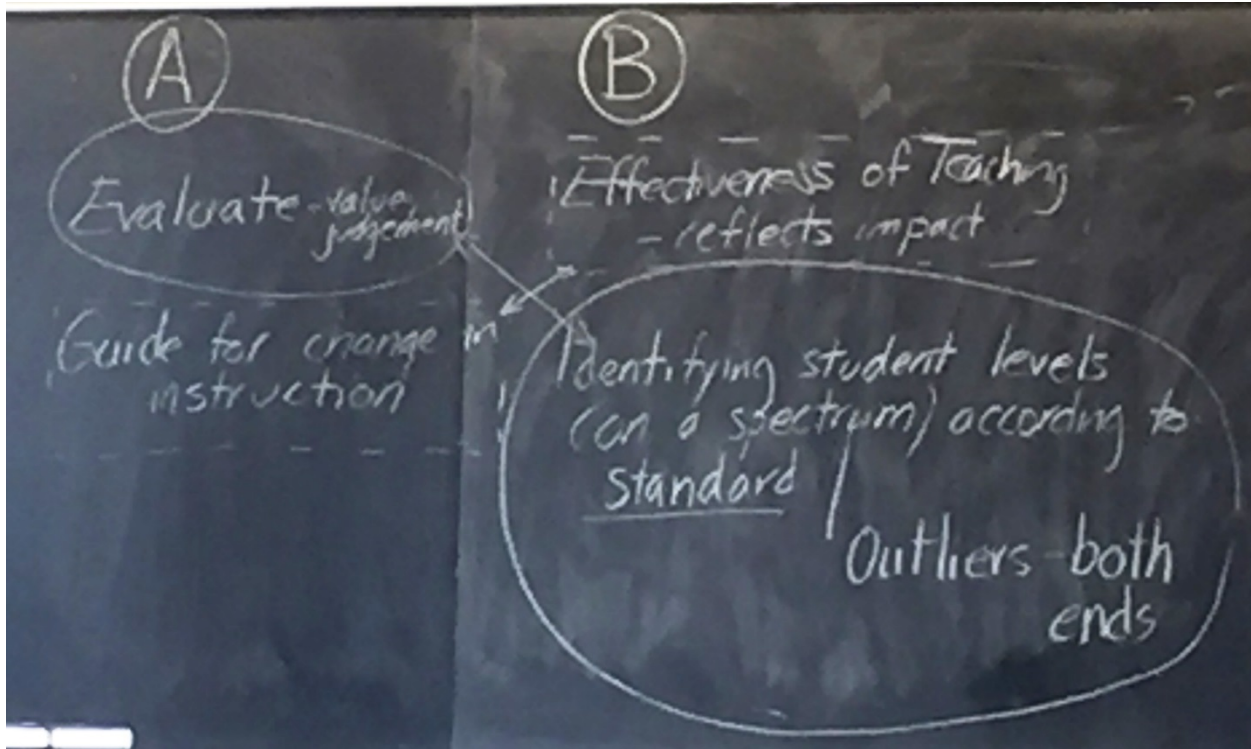 A
Evaluate - value
judgement
Guide for change in
instruction
B
Effectiveness of Teaching
- reflects impact
Identifying student levels
(on a spectrum) according to
standard
Outliers - both
ends